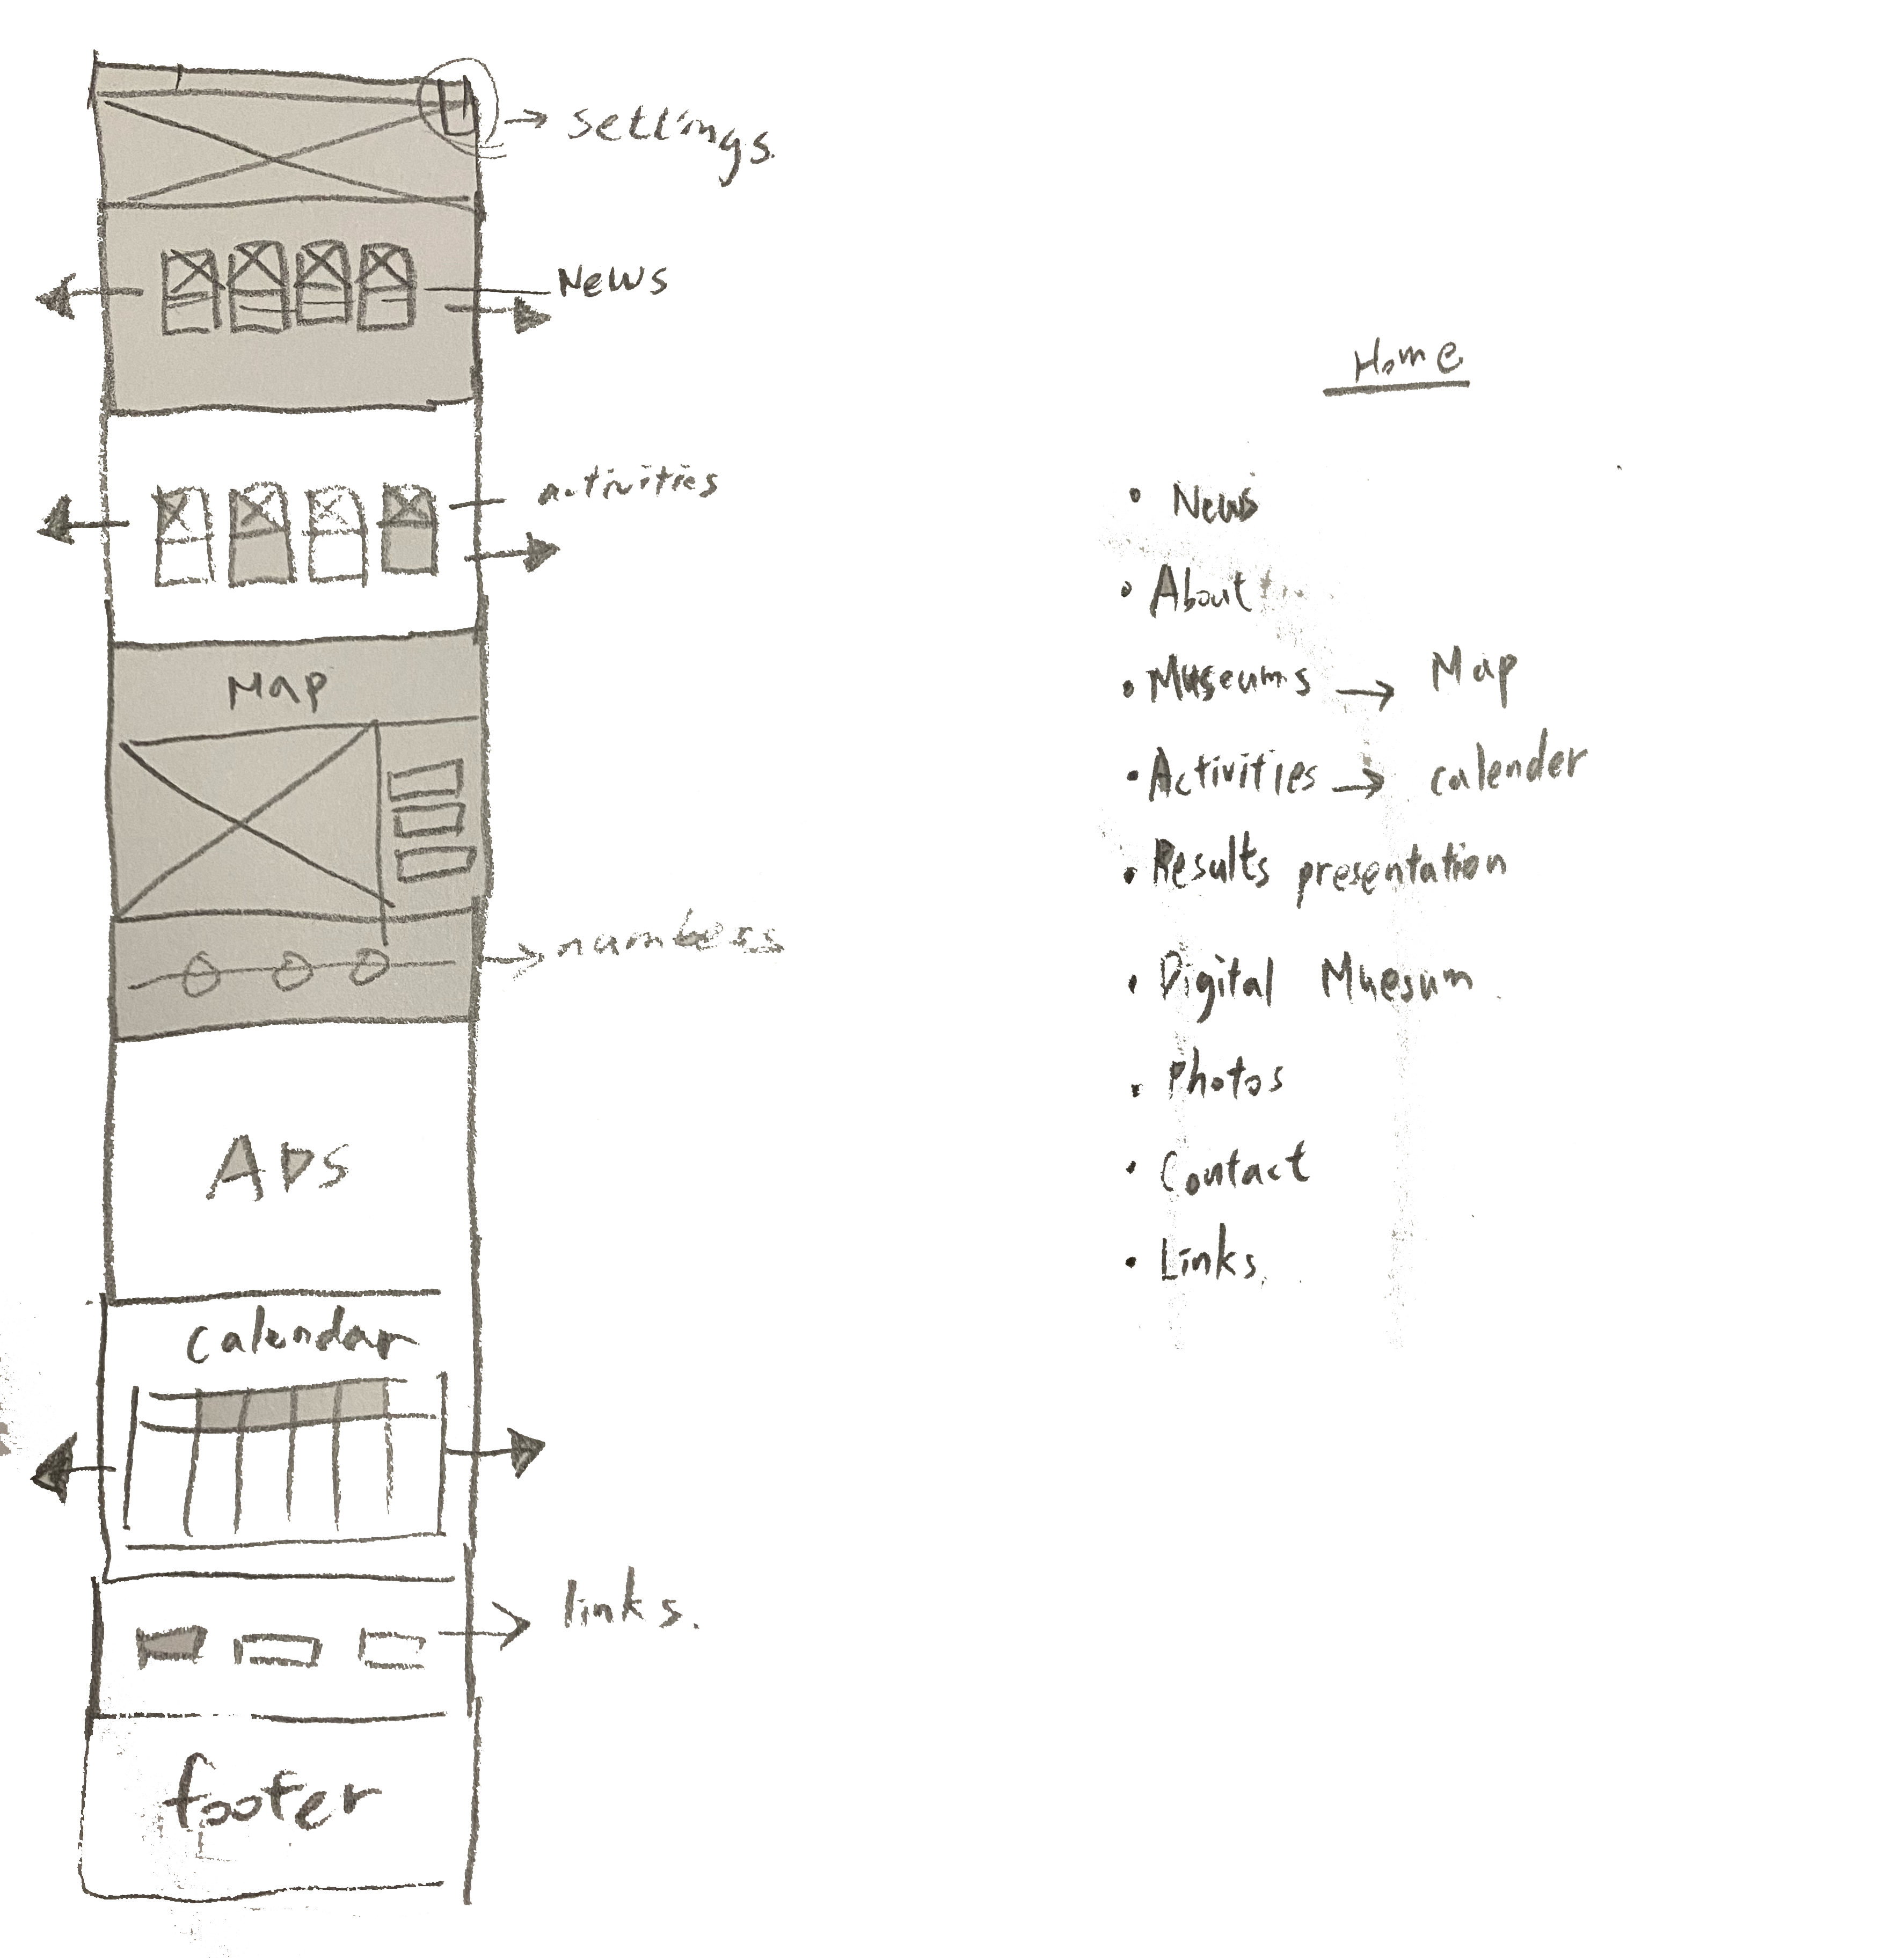 settings.
News
activities
Map
numbers
ADS
Calendar
links.
footer
Home
• News
• About
• Museums → Map
• Activities → calender
• Results presentation
• Digital Muesum
• Photos
• Contact
• Links.